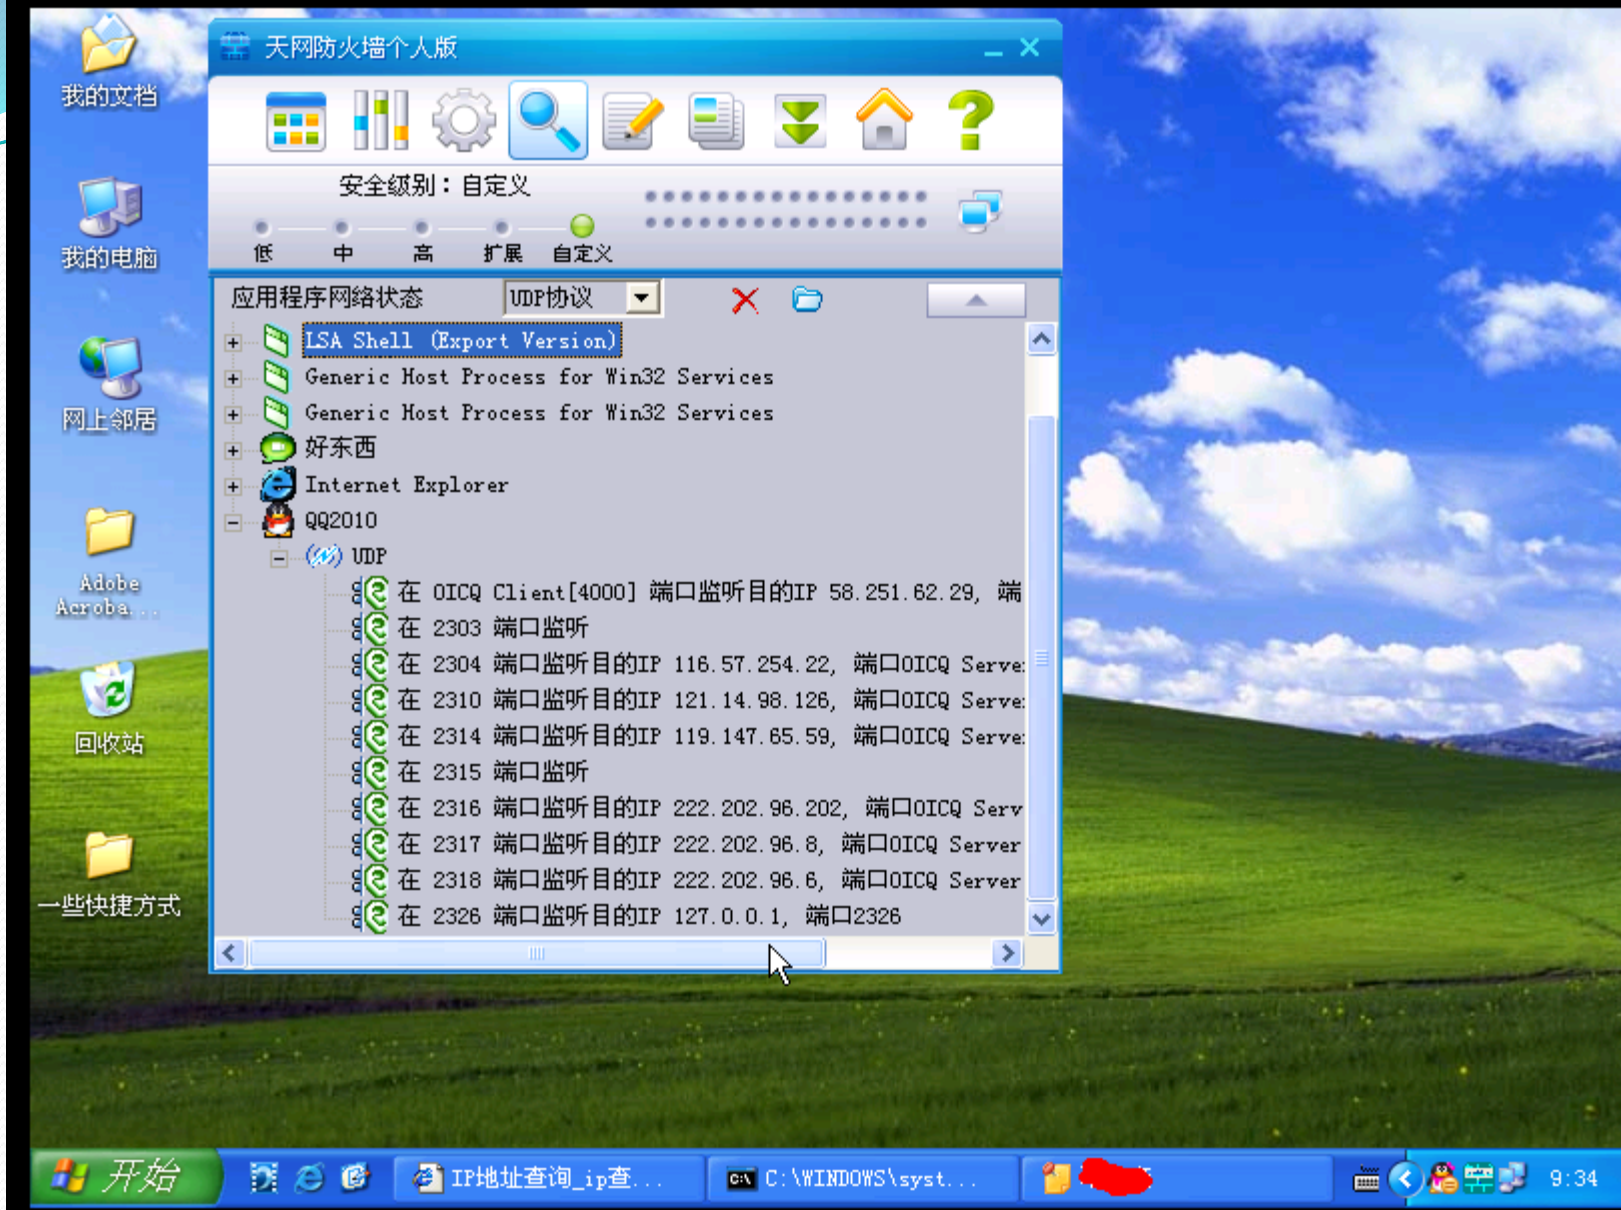 我的文档
我的电脑
网上邻居
Adobe
Acroba...
回收站
一些快捷方式
天网防火墙个人版
安全级别：自定义
低 中 高 扩展 自定义
应用程序网络状态 UDP协议
LSA Shell (Export Version)
Generic Host Process for Win32 Services
Generic Host Process for Win32 Services
好东西
Internet Explorer
QQ2010
UDP
在 OICQ Client[4000] 端口监听目的IP 58.251.62.29, 端
在 2303 端口监听
在 2304 端口监听目的IP 116.57.254.22, 端口OICQ Serve
在 2310 端口监听目的IP 121.14.98.126, 端口OICQ Serve
在 2314 端口监听目的IP 119.147.65.59, 端口OICQ Serve
在 2315 端口监听
在 2316 端口监听目的IP 222.202.96.202, 端口OICQ Serv
在 2317 端口监听目的IP 222.202.96.8, 端口OICQ Server
在 2318 端口监听目的IP 222.202.96.6, 端口OICQ Server
在 2326 端口监听目的IP 127.0.0.1, 端口2326
开始 IP地址查询_ip查... C:\WINDOWS\syst... 9:34